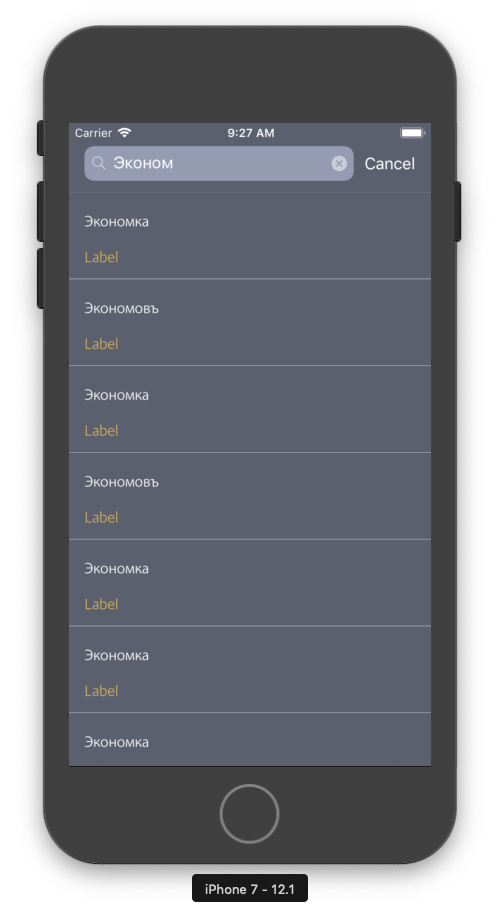 Carrier 9:27 AM
Эконом Cancel
Экономка
Label
Экономовъ
Label
Экономка
Label
Экономовъ
Label
Экономка
Label
Экономка
Label
Экономка
iPhone 7 - 12.1